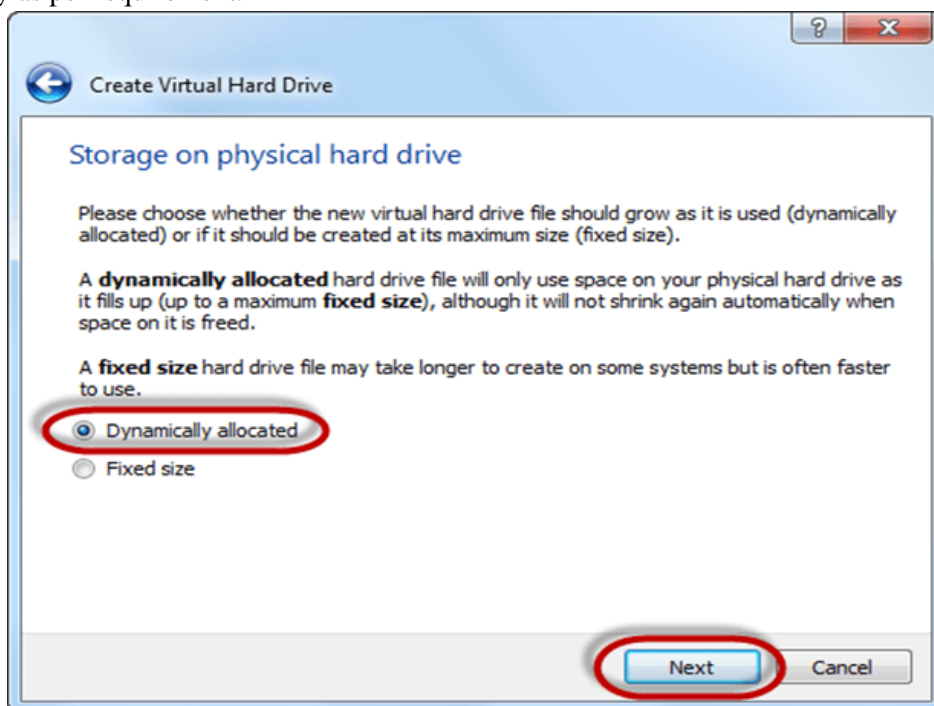 ?
Create Virtual Hard Drive
Storage on physical hard drive
Please choose whether the new virtual hard drive file should grow as it is used (dynamically
allocated) or if it should be created at its maximum size (fixed size).
A dynamically allocated hard drive file will only use space on your physical hard drive as
it fills up (up to a maximum fixed size), although it will not shrink again automatically when
space on it is freed.
A fixed size hard drive file may take longer to create on some systems but is often faster
to use.
Dynamically allocated
Fixed size
Next Cancel